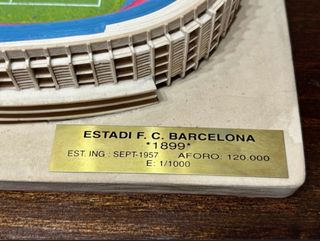 ESTADI F. C. BARCELONA
*1899*
EST. ING : SEPT-1957 AFORO: 120.000
E: 1/1000